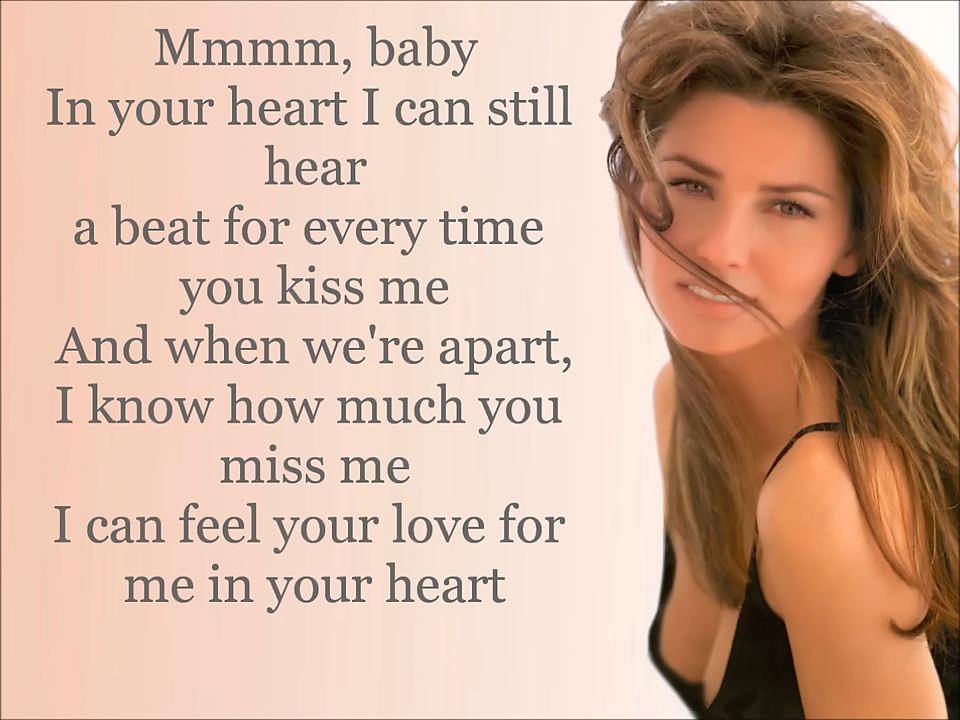 Mmmm, baby
In your heart I can still
hear
a beat for every time
you kiss me
And when we're apart,
I know how much you
miss me
I can feel your love for
me in your heart